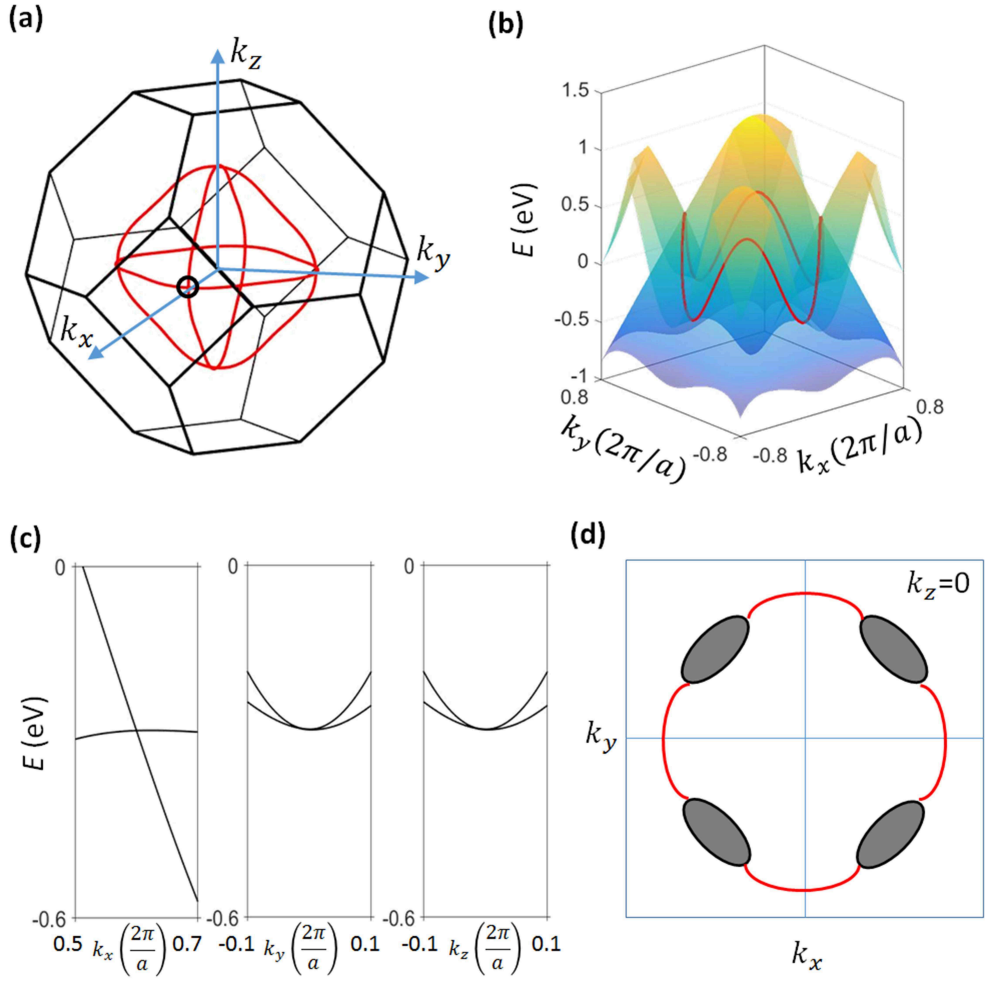 (a)
k_z
k_y
k_x
(b)
1.5
1
0.5
0
-0.5
-1
E (eV)
0.8
-0.8
k_y(2π/a)
-0.8
0.8
k_x(2π/a)
(c)
0
-0.6
E (eV)
0.5 k_x(2π/a) 0.7
0
-0.6
-0.1 k_y(2π/a) 0.1
0
-0.6
-0.1 k_z(2π/a) 0.1
(d)
k_z=0
k_y
k_x